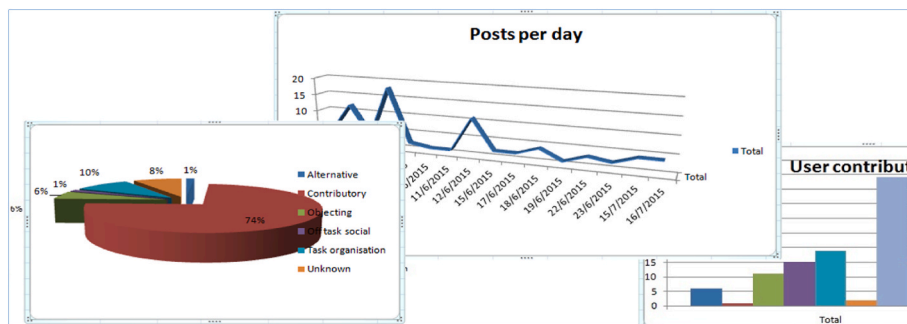 Posts per day
20
15
10
11/6/2015
12/6/2015
15/6/2015
17/6/2015
18/6/2015
19/6/2015
22/6/2015
23/6/2015
15/7/2015
16/7/2015
Total
Total
1%
8%
10%
1%
6%
6%
74%
Alternative
Contributory
Objecting
Off task social
Task organisation
Unknown
User contribut
15
10
5
0
Total